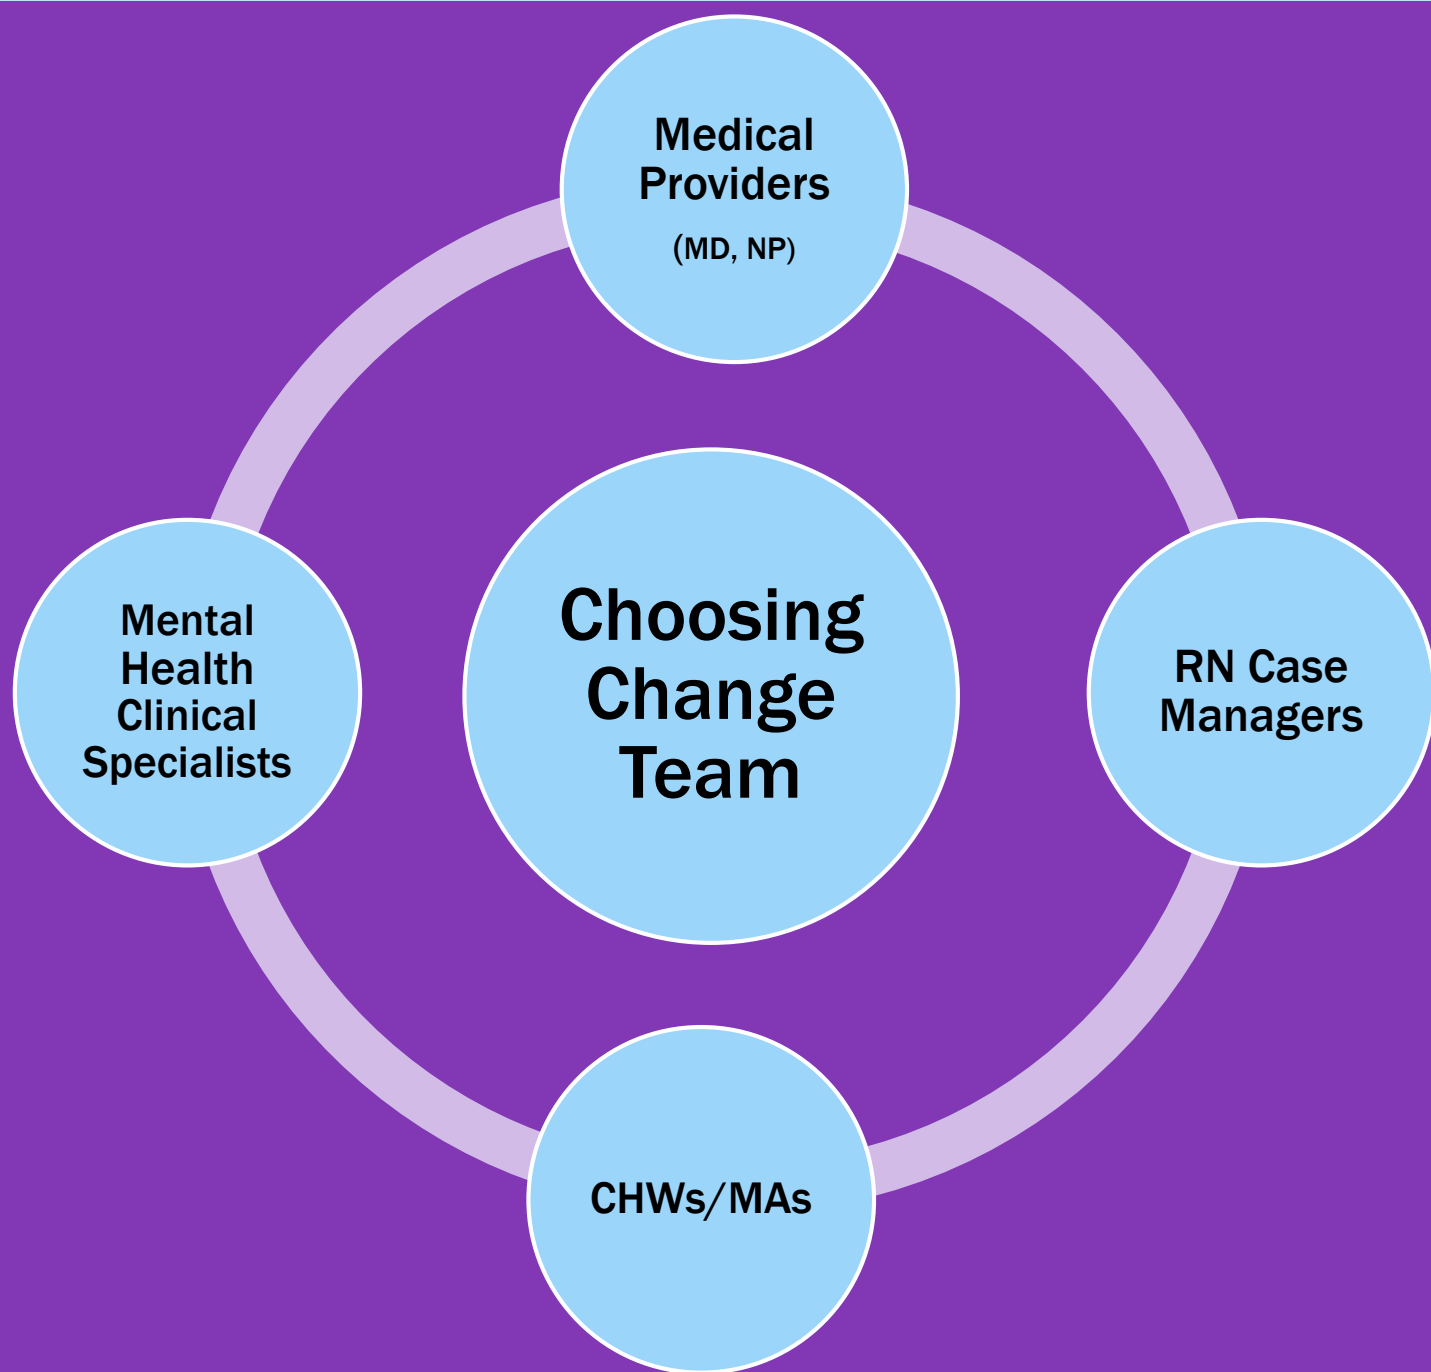 Medical
Providers
(MD, NP)
Mental
Health
Clinical
Specialists
Choosing
Change
Team
RN Case
Managers
CHWs/MAs